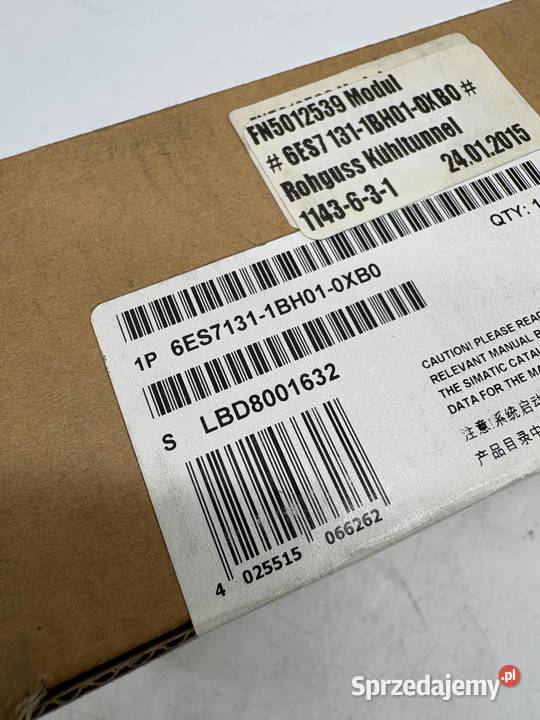 FN5012539 Modul
# 6ES7 131-1BH01-0XB0 #
Rohguss Kühltunnel
1143-6-3-1 24.01.2015
QTY: 1
1P 6ES7131-1BH01-0XB0
S LBD8001632
CAUTION! PLEASE READ
RELEVANT MANUAL
THE SIMATIC
DATA FOR THE
注意!系统启动
产品目录中
4 025515 066262
Sprzedajemy.pl